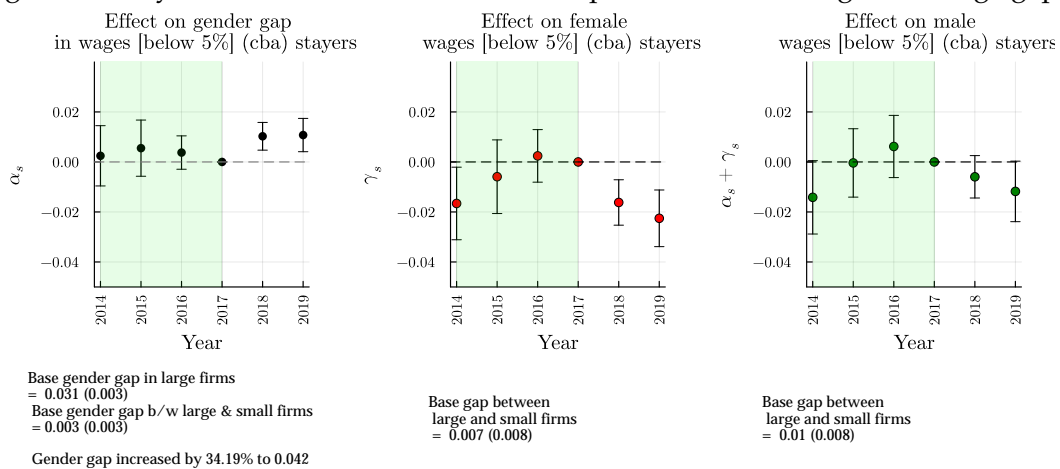 Effect on gender gap
in wages [below 5%] (cba) stayers
0.02
0.00
−0.02
−0.04
α_s
2014
2015
2016
2017
2018
2019
Year
Base gender gap in large firms
= 0.031 (0.003)
Base gender gap b/w large & small firms
= 0.003 (0.003)
Gender gap increased by 34.19% to 0.042
Effect on female
wages [below 5%] (cba) stayers
0.02
0.00
−0.02
−0.04
γ_s
2014
2015
2016
2017
2018
2019
Year
Base gap between
large and small firms
= 0.007 (0.008)
Effect on male
wages [below 5%] (cba) stayers
0.02
0.00
−0.02
−0.04
α_s + γ_s
2014
2015
2016
2017
2018
2019
Year
Base gap between
large and small firms
= 0.01 (0.008)